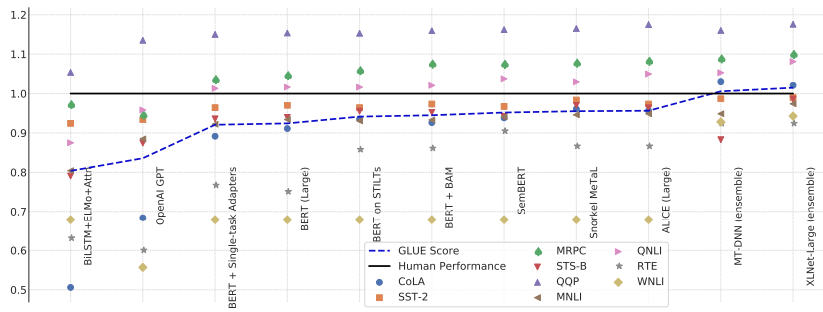 1.2
1.1
1.0
0.9
0.8
0.7
0.6
0.5
BiLSTM+ELMo+Attn
OpenAI GPT
BERT + Single-task Adapters
BERT (Large)
BERT on STILTs
BERT + BAM
SemBERT
Snorkel MeTaL
ALICE (Large)
MT-DNN (ensemble)
XLNet-Large (ensemble)
GLUE Score
Human Performance
CoLA
SST-2
MRPC
STS-B
QQP
MNLI
QNLI
RTE
WNLI